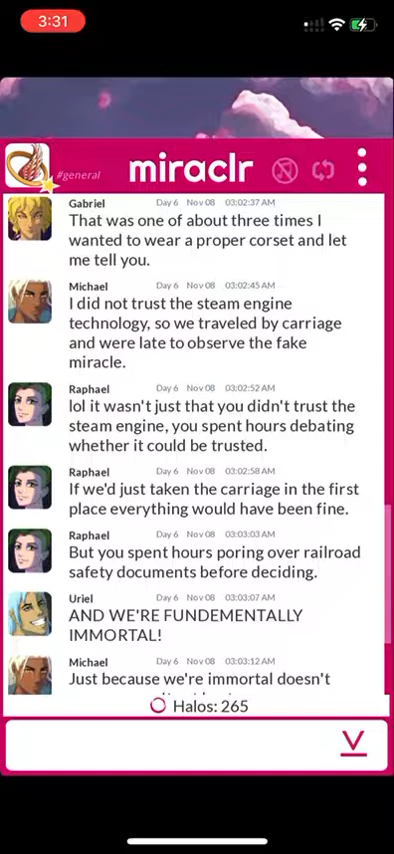 3:31
#general
miraclr
Gabriel Day 6 Nov 08 03:02:37 AM
That was one of about three times I
wanted to wear a proper corset and let
me tell you.
Michael Day 6 Nov 08 03:02:45 AM
I did not trust the steam engine
technology, so we traveled by carriage
and were late to observe the fake
miracle.
Raphael Day 6 Nov 08 03:02:52 AM
lol it wasn't just that you didn't trust the
steam engine, you spent hours debating
whether it could be trusted.
Raphael Day 6 Nov 08 03:02:58 AM
If we'd just taken the carriage in the first
place everything would have been fine.
Raphael Day 6 Nov 08 03:03:03 AM
But you spent hours poring over railroad
safety documents before deciding.
Uriel Day 6 Nov 08 03:03:07 AM
AND WE'RE FUNDEMENTALLY
IMMORTAL!
Michael Day 6 Nov 08 03:03:12 AM
Just because we're immortal doesn't
Halos: 265